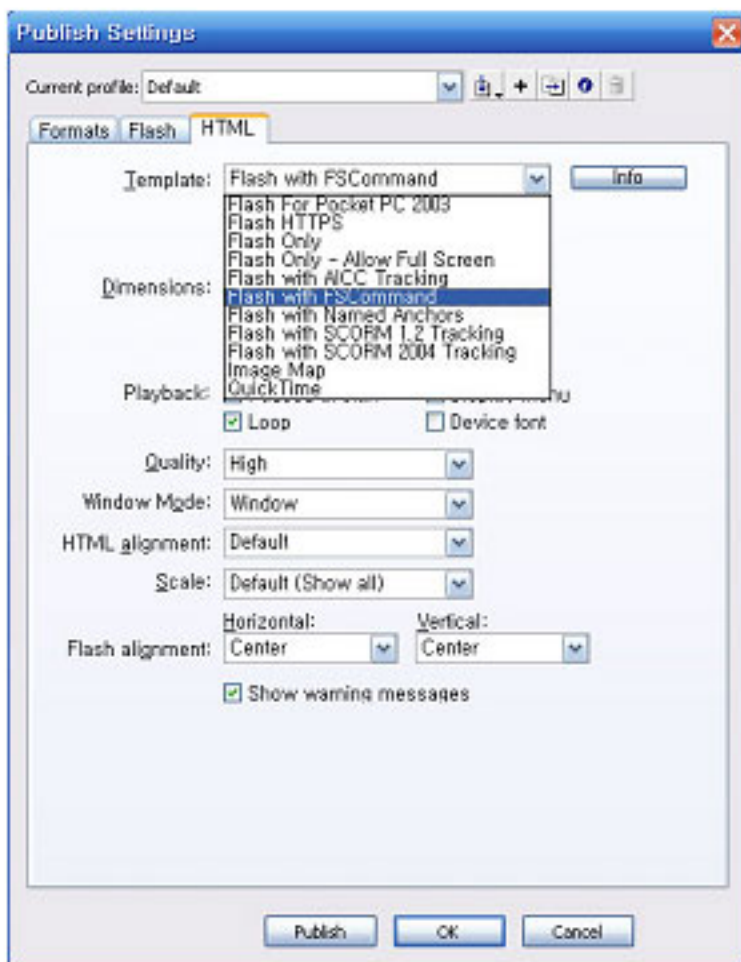 Publish Settings
Current profile: Default
Formats Flash HTML
Template: Flash with FSCommand Info
Flash For Pocket PC 2003
Flash HTTPS
Flash Only
Flash Only - Allow Full Screen
Flash with AICC Tracking
Dimensions:
Flash with FSCommand
Flash with Named Anchors
Flash with SCORM 1,2 Tracking
Flash with SCORM 2004 Tracking
Image Map
Playback: QuickTime menu
Loop Device font
Quality: High
Window Mode: Window
HTML alignment: Default
Scale: Default (Show all)
Horizontal: Vertical:
Flash alignment: Center Center
Show warning messages
Publish OK Cancel